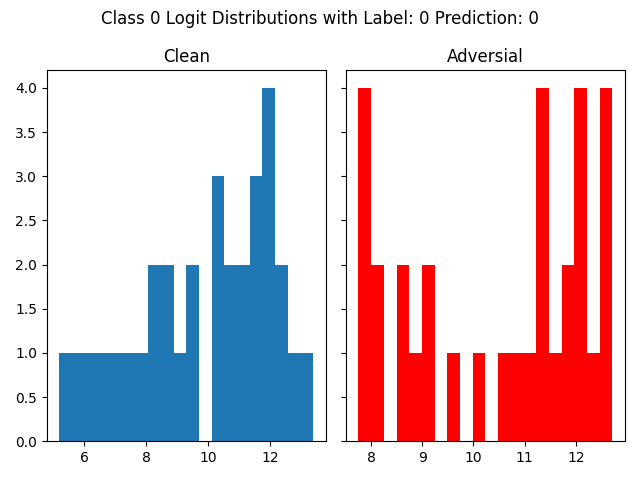 Class 0 Logit Distributions with Label: 0 Prediction: 0
Clean
Adversial
4.0
3.5
3.0
2.5
2.0
1.5
1.0
0.5
0.0
6 8 10 12
8 9 10 11 12